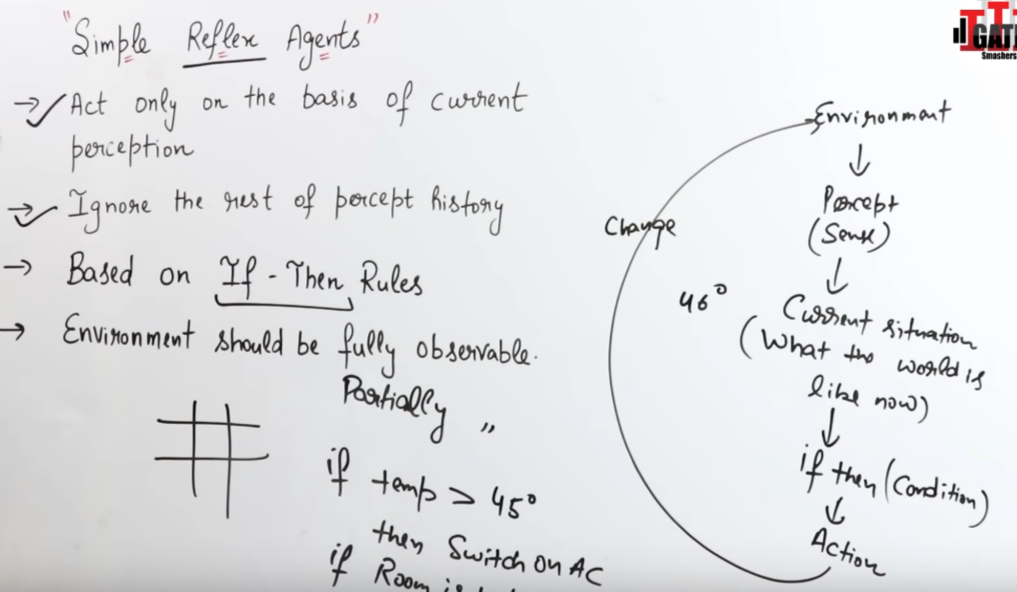 "Simple Reflex Agents"
→ Act only on the basis of current
perception
→ Ignore the rest of percept history
→ Based on If-Then Rules
→ Environment should be fully observable.
Partially "
if temp > 45°
then Switch on AC
if Room is
Environment
↓
Percept
(Sense)
↓
Current situation
(What the world is
like now)
↓
if then (Condition)
↓
Action
Change
46°
GATE
Smashers